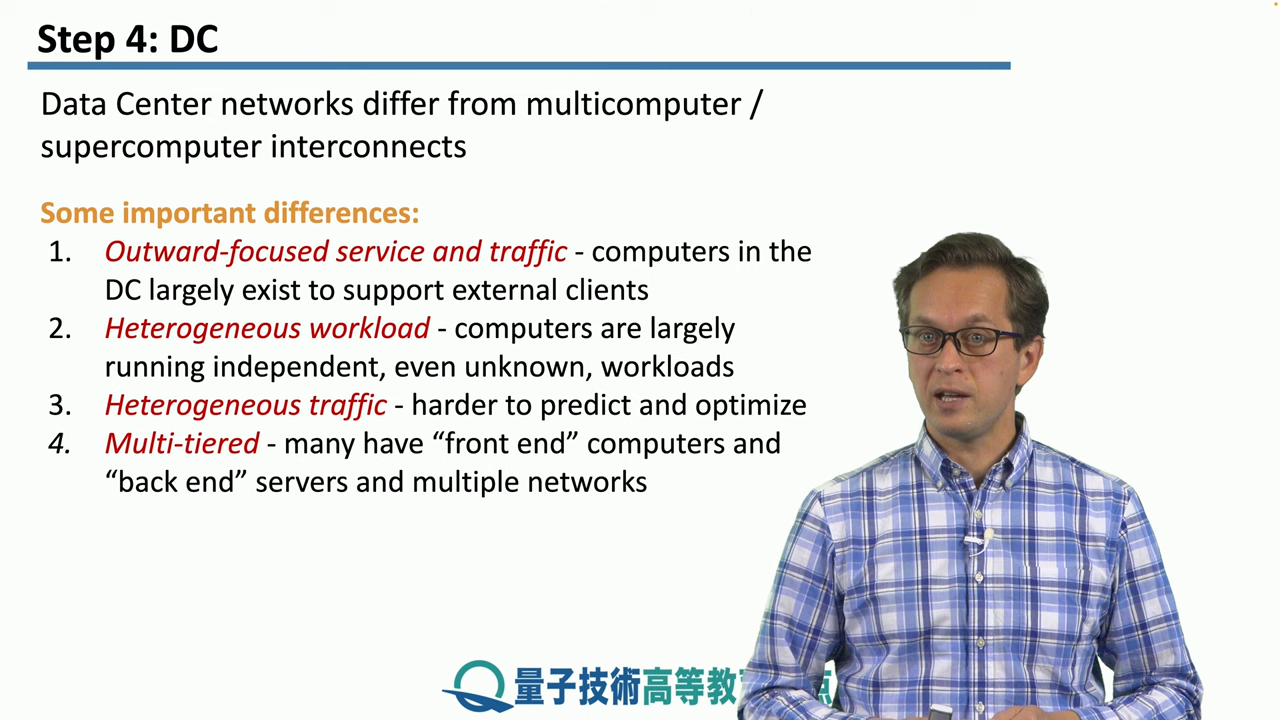 Step 4: DC
Data Center networks differ from multicomputer /
supercomputer interconnects
Some important differences:
1. Outward-focused service and traffic - computers in the
DC largely exist to support external clients
2. Heterogeneous workload - computers are largely
running independent, even unknown, workloads
3. Heterogeneous traffic - harder to predict and optimize
4. Multi-tiered - many have “front end” computers and
“back end” servers and multiple networks
量子技術高等教